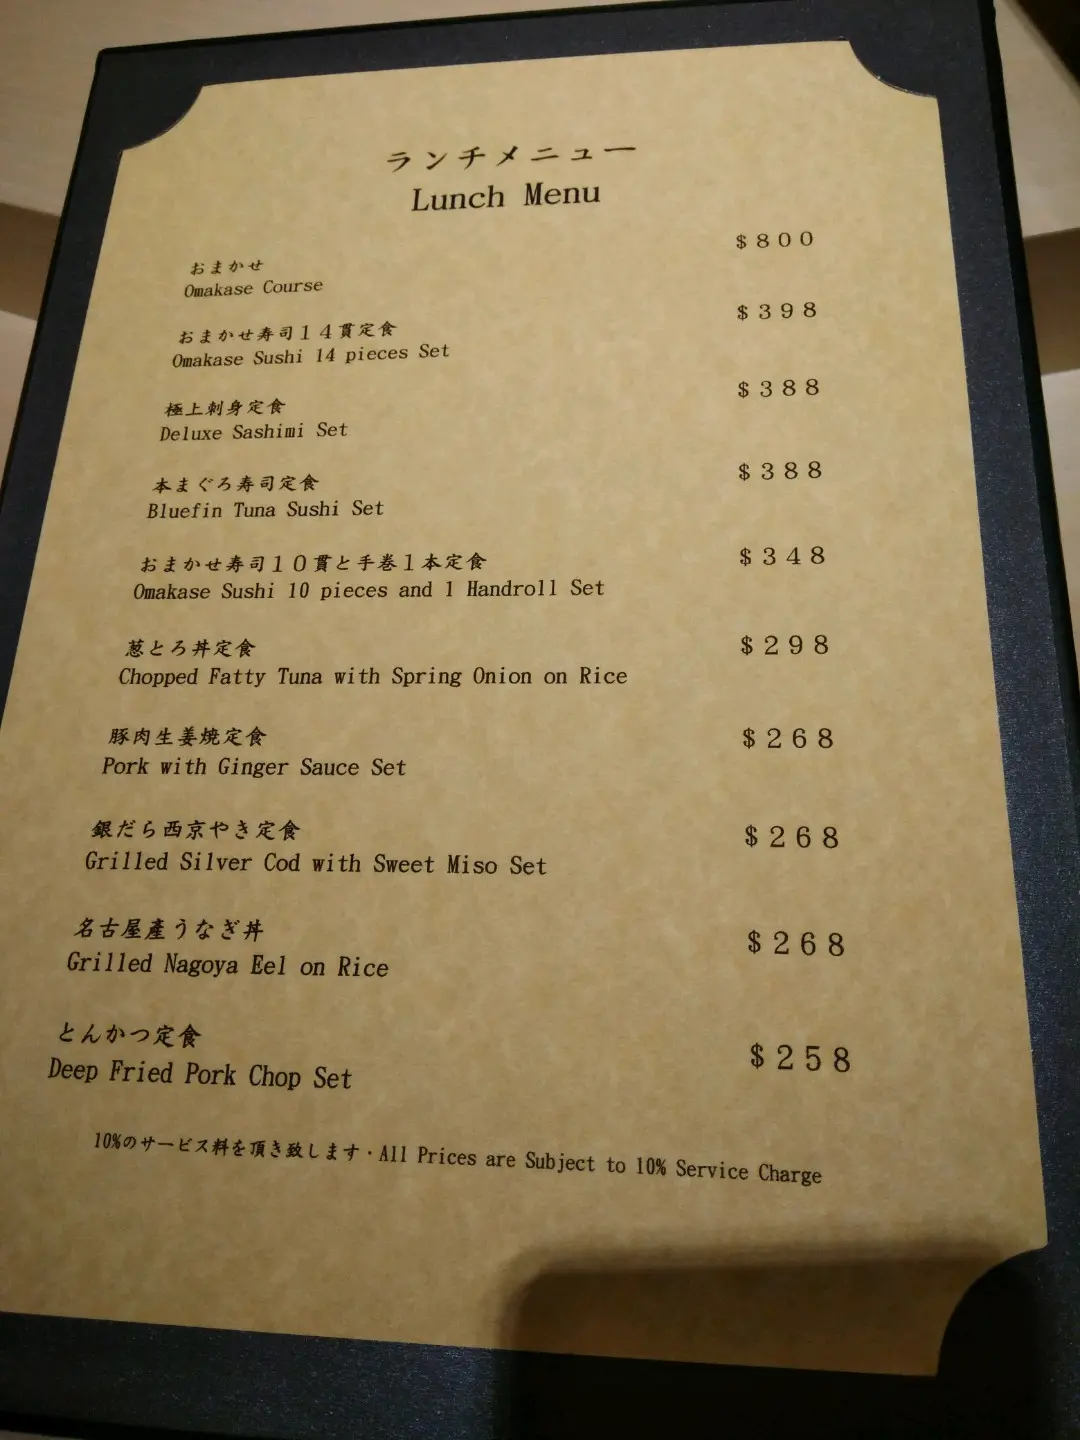 ランチメニュー
Lunch Menu
おまかせ
Omakase Course
$800
おまかせ寿司14貫定食
Omakase Sushi 14 pieces Set
$398
極上刺身定食
Deluxe Sashimi Set
$388
本まぐろ寿司定食
Bluefin Tuna Sushi Set
$388
おまかせ寿司10貫と手巻1本定食
Omakase Sushi 10 pieces and 1 Handroll Set
$348
葱とろ丼定食
Chopped Fatty Tuna with Spring Onion on Rice
$298
豚肉生姜焼定食
Pork with Ginger Sauce Set
$268
銀だら西京やき定食
Grilled Silver Cod with Sweet Miso Set
$268
名古屋產うなぎ丼
Grilled Nagoya Eel on Rice
$268
とんかつ定食
Deep Fried Pork Chop Set
$258
10%のサービス料を頂き致します・All Prices are Subject to 10% Service Charge